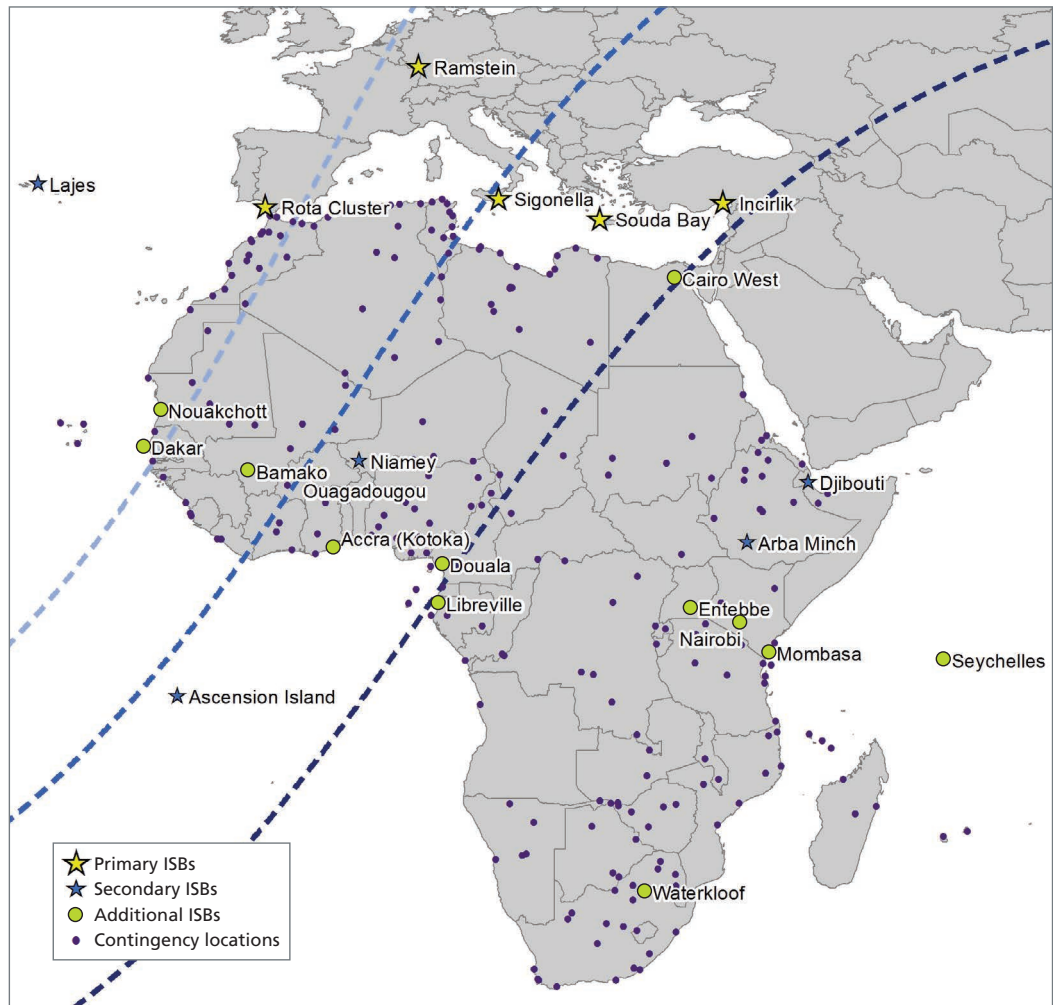 Ramstein
Lajes
Rota Cluster
Sigonella
Souda Bay
Incirlik
Cairo West
Nouakchott
Dakar
Bamako
Niamey
Ouagadougou
Djibouti
Accra (Kotoka)
Arba Minch
Douala
Libreville
Entebbe
Nairobi
Mombasa
Seychelles
Ascension Island
Waterkloof
Primary ISBs
Secondary ISBs
Additional ISBs
Contingency locations